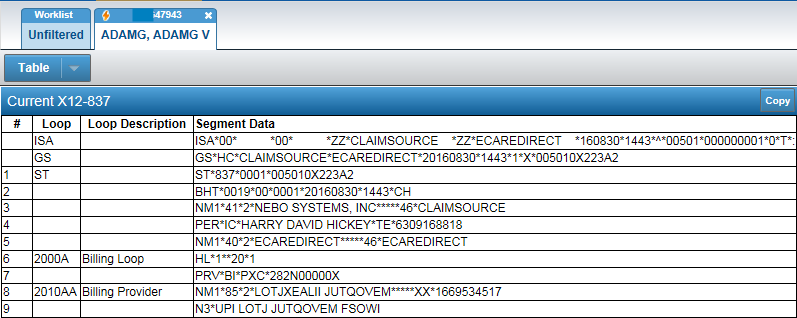 Worklist
Unfiltered
47943 ×
ADAMG, ADAMG V
Table
Current X12-837 Copy
# Loop Loop Description Segment Data
ISA ISA*00* *00* *ZZ*CLAIMSOURCE *ZZ*ECAREDIRECT *160830*1443*^*00501*000000001*0*T*:
GS GS*HC*CLAIMSOURCE*ECAREDIRECT*20160830*1443*1*X*005010X223A2
1 ST ST*837*0001*005010X223A2
2 BHT*0019*00*0001*20160830*1443*CH
3 NM1*41*2*NEBO SYSTEMS, INC*****46*CLAIMSOURCE
4 PER*IC*HARRY DAVID HICKEY*TE*6309168818
5 NM1*40*2*ECAREDIRECT*****46*ECAREDIRECT
6 2000A Billing Loop HL*1**20*1
7 PRV*BI*PXC*282N00000X
8 2010AA Billing Provider NM1*85*2*LOTJXEALII JUTQOVEM*****XX*1669534517
9 N3*UPI LOTJ JUTQOVEM FSOWI